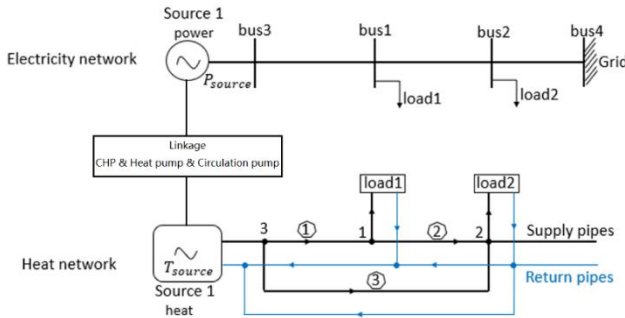 Source 1
power
bus3
bus1
bus2
bus4
Electricity network
Grid
P_source
load1
load2
Linkage
CHP & Heat pump & Circulation pump
load1
load2
3
1
1
2
2
Supply pipes
Heat network
T_source
Return pipes
3
Source 1
heat